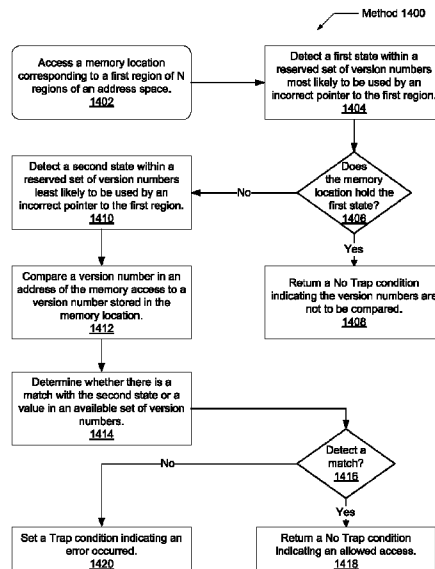 Method 1400
Access a memory location
corresponding to a first region of N
regions of an address space.
1402
Detect a first state within a
reserved set of version numbers
most likely to be used by an
incorrect pointer to the first region.
1404
Does
the memory
location hold the
first state?
1406
No
Yes
Detect a second state within a
reserved set of version numbers
least likely to be used by an
incorrect pointer to the first region.
1410
Return a No Trap condition
indicating the version numbers are
not to be compared.
1408
Compare a version number in an
address of the memory access to a
version number stored in the
memory location.
1412
Determine whether there is a
match with the second state or a
value in an available set of version
numbers.
1414
Detect a
match?
1416
No
Yes
Set a Trap condition indicating an
error occurred.
1420
Return a No Trap condition
indicating an allowed access.
1418